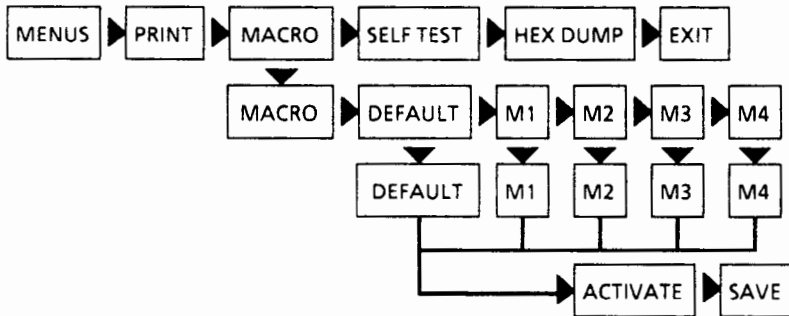 MENUS PRINT MACRO SELF TEST HEX DUMP EXIT
MACRO DEFAULT M1 M2 M3 M4
DEFAULT M1 M2 M3 M4
ACTIVATE SAVE